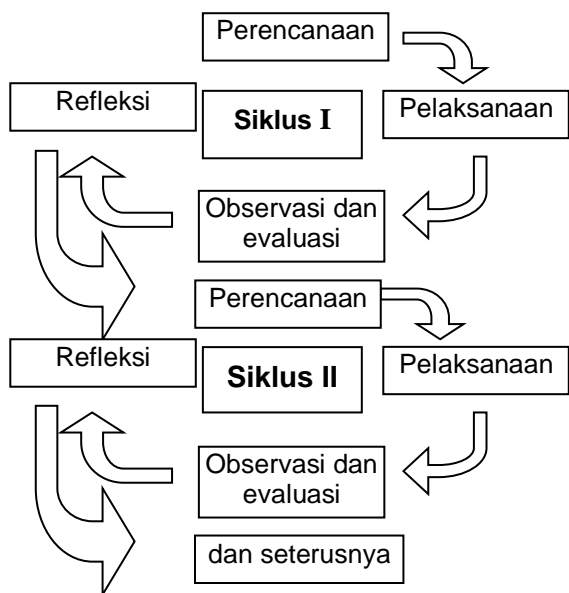 Perencanaan
Refleksi
Siklus I
Pelaksanaan
Observasi dan
evaluasi
Perencanaan
Refleksi
Siklus II
Pelaksanaan
Observasi dan
evaluasi
dan seterusnya